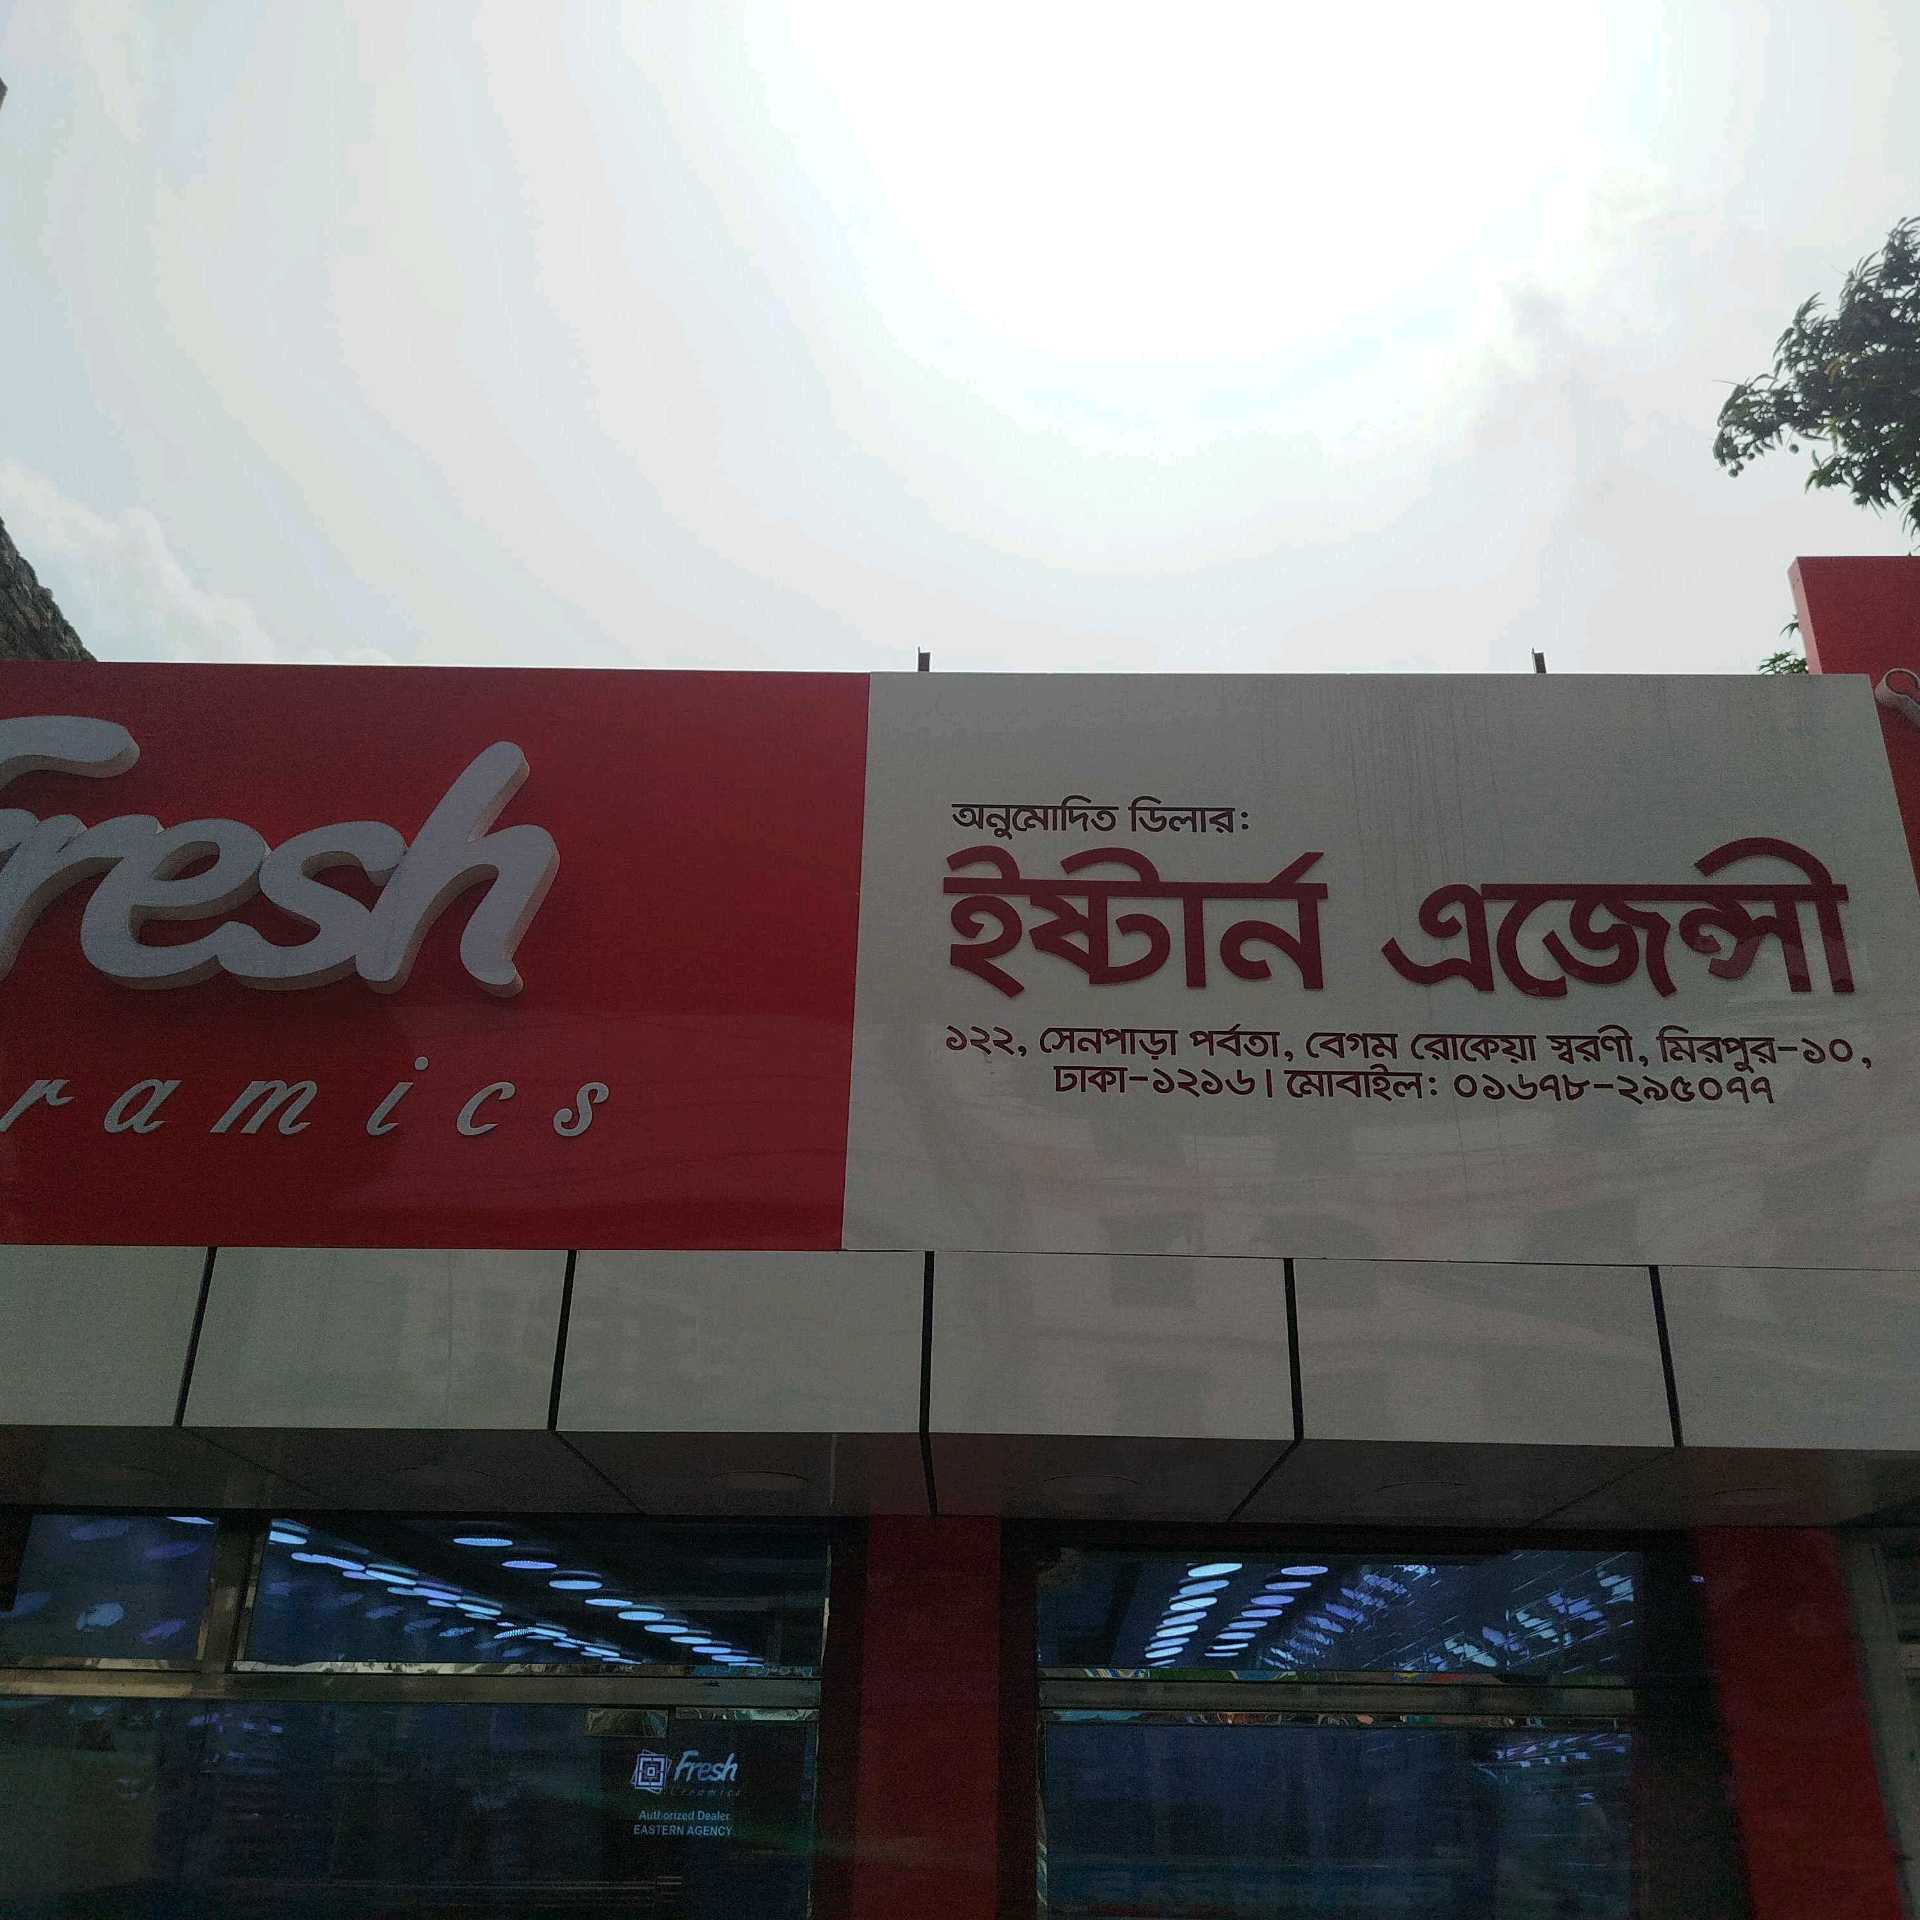 Fresh
ramics
অনুমোদিত ডিলার:
ইষ্টার্ন এজেন্সী
১২২, সেনপাড়া পর্বতা, বেগম রোকেয়া স্বরণী, মিরপুর-১০,
ঢাকা-১২১৬। মোবাইল: ০১৬৭৮-২৯৫০৭৭
Fresh
Ceramics
Authorized Dealer
EASTERN AGENCY